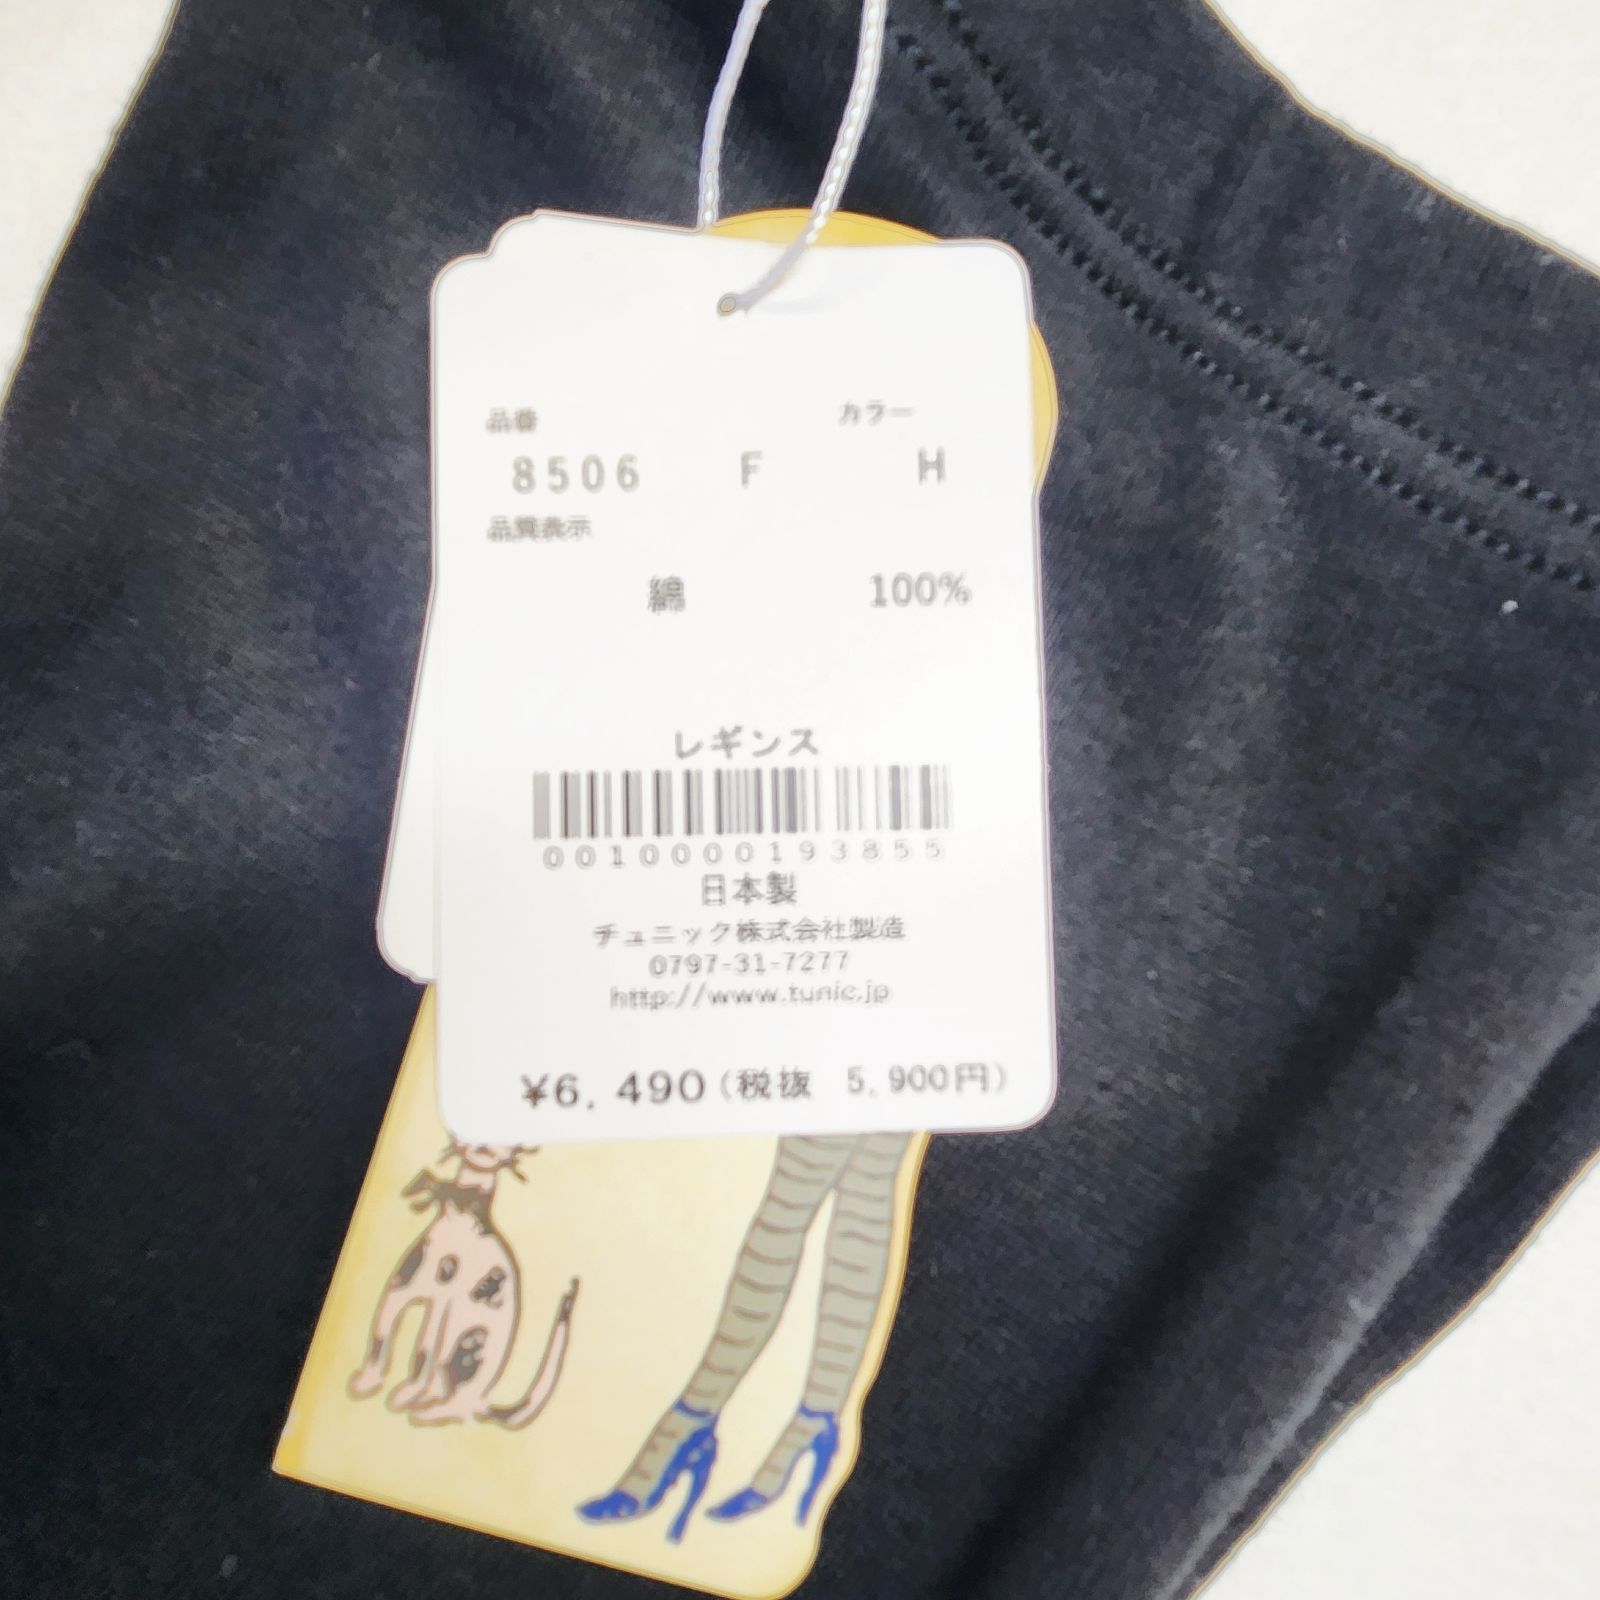 品番 カラー
8506 F H
品質表示
綿 100%
レギンス
0010000193855
日本製
チュニック株式会社製造
0797-31-7277
http://www.tunic.jp
¥6,490(税抜 5,900円)